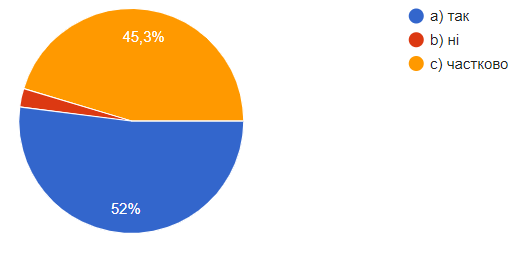 45,3%
52%
a) так
b) ні
c) частково